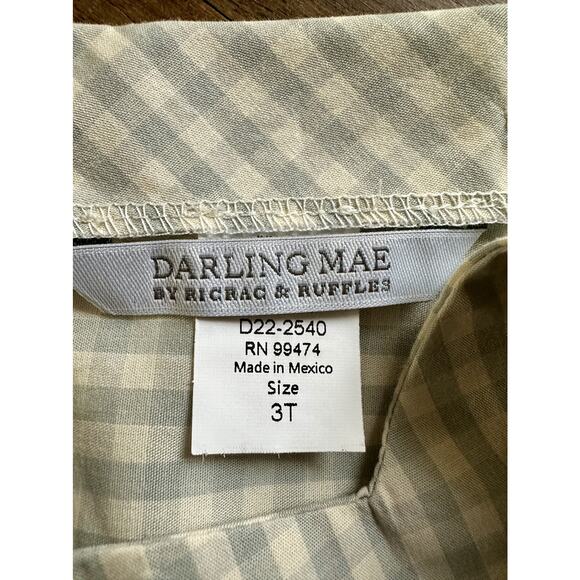 DARLING MAE
BY RICRAC & RUFFLES
D22-2540
RN 99474
Made in Mexico
Size
3T